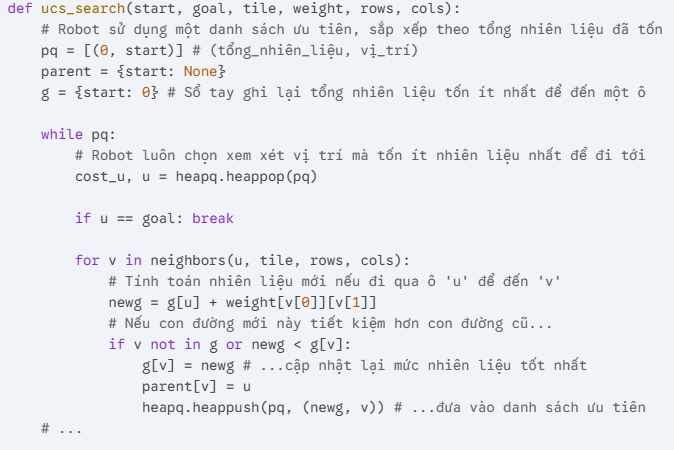 def ucs_search(start, goal, tile, weight, rows, cols):
    # Robot sử dụng một danh sách ưu tiên, sắp xếp theo tổng nhiên liệu đã tốn
    pq = [(0, start)] # (tổng_nhiên_liệu, vị_trí)
    parent = {start: None}
    g = {start: 0} # Sổ tay ghi lại tổng nhiên liệu tốn ít nhất để đến một ô

    while pq:
        # Robot luôn chọn xem xét vị trí mà tốn ít nhiên liệu nhất để đi tới
        cost_u, u = heapq.heappop(pq)

        if u == goal: break

        for v in neighbors(u, tile, rows, cols):
            # Tính toán nhiên liệu mới nếu đi qua ô 'u' để đến 'v'
            newg = g[u] + weight[v[0]][v[1]]
            # Nếu con đường mới này tiết kiệm hơn con đường cũ...
            if v not in g or newg < g[v]:
                g[v] = newg # ...cập nhật lại mức nhiên liệu tốt nhất
                parent[v] = u
                heapq.heappush(pq, (newg, v)) # ...đưa vào danh sách ưu tiên
    # ...